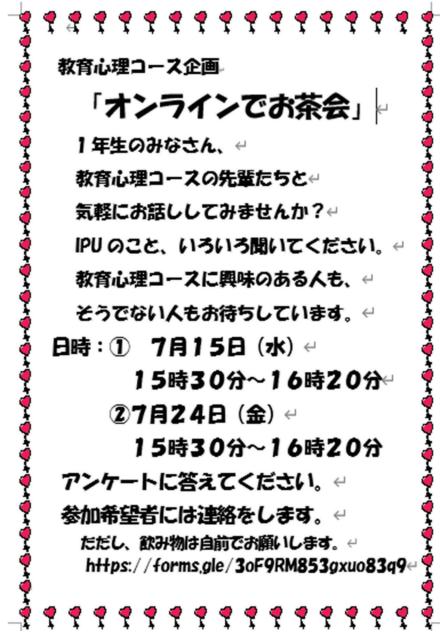 教育心理コース企画
「オンラインでお茶会」
1年生のみなさん、
教育心理コースの先輩たちと
気軽にお話ししてみませんか？
IPUのこと、いろいろ聞いてください。
教育心理コースに興味のある人も、
そうでない人もお待ちしています。
日時：①　7月15日（水）
15時30分～16時20分
②7月24日（金）
15時30分～16時20分
アンケートに答えてください。
参加希望者には連絡をします。
ただし、飲み物は自前でお願いします。
https://forms.gle/3oF9RM853gxuo83q9